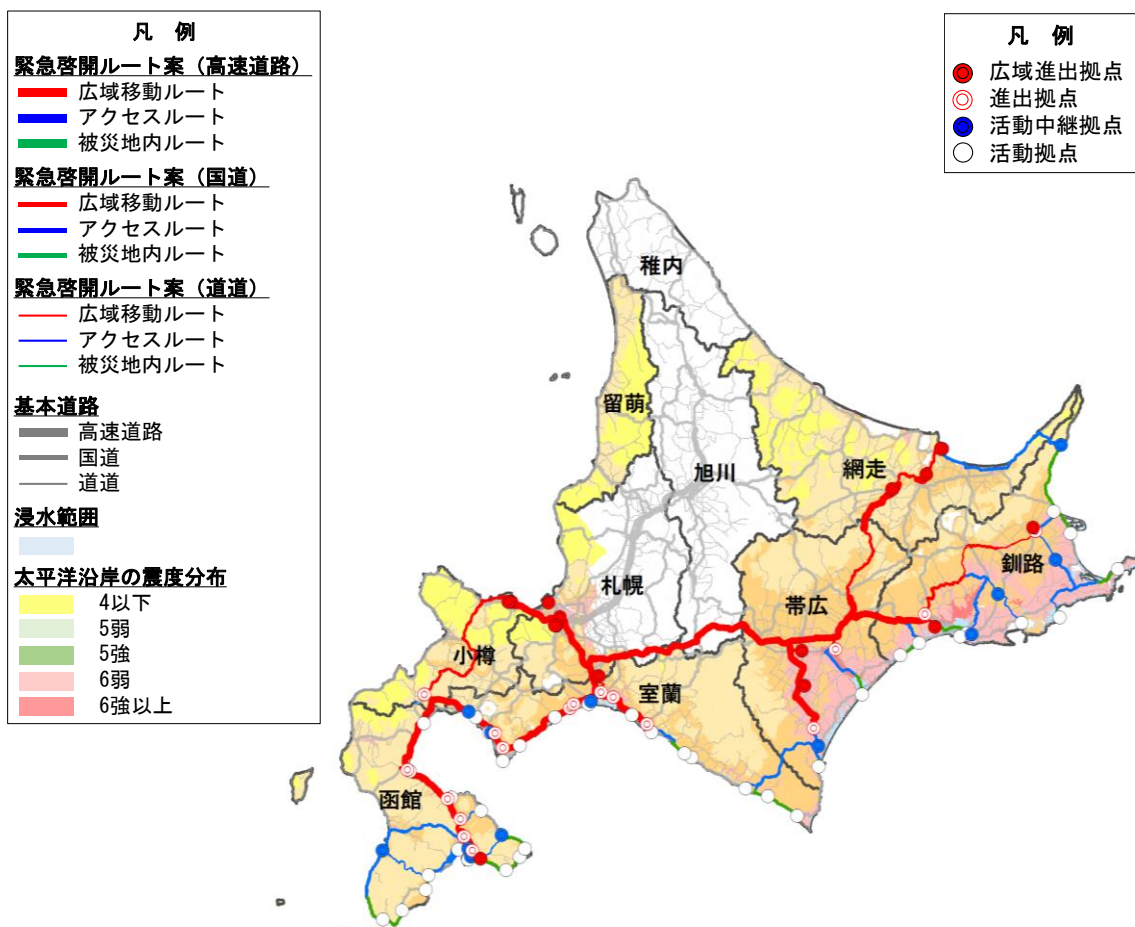 凡 例
緊急啓開ルート案（高速道路）
広域移動ルート
アクセスルート
被災地内ルート
緊急啓開ルート案（国道）
広域移動ルート
アクセスルート
被災地内ルート
緊急啓開ルート案（道道）
広域移動ルート
アクセスルート
被災地内ルート
基本道路
高速道路
国道
道道
浸水範囲
太平洋沿岸の震度分布
4以下
5弱
5強
6弱
6強以上
凡 例
広域進出拠点
進出拠点
活動中継拠点
活動拠点
稚内
留萌
旭川
網走
札幌
釧路
帯広
小樽
室蘭
函館